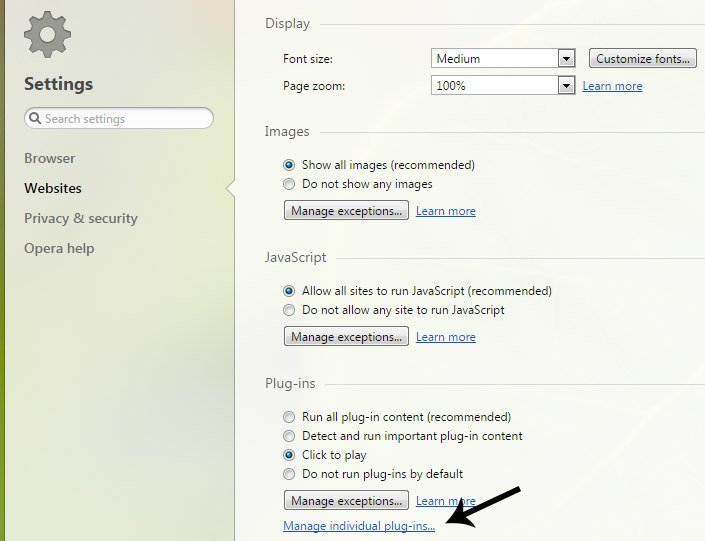 Settings
Search settings
Browser
Websites
Privacy & security
Opera help
Display
Font size: Medium Customize fonts...
Page zoom: 100% Learn more
Images
Show all images (recommended)
Do not show any images
Manage exceptions... Learn more
JavaScript
Allow all sites to run JavaScript (recommended)
Do not allow any site to run JavaScript
Manage exceptions... Learn more
Plug-ins
Run all plug-in content (recommended)
Detect and run important plug-in content
Click to play
Do not run plug-ins by default
Manage exceptions... Learn more
Manage individual plug-ins...